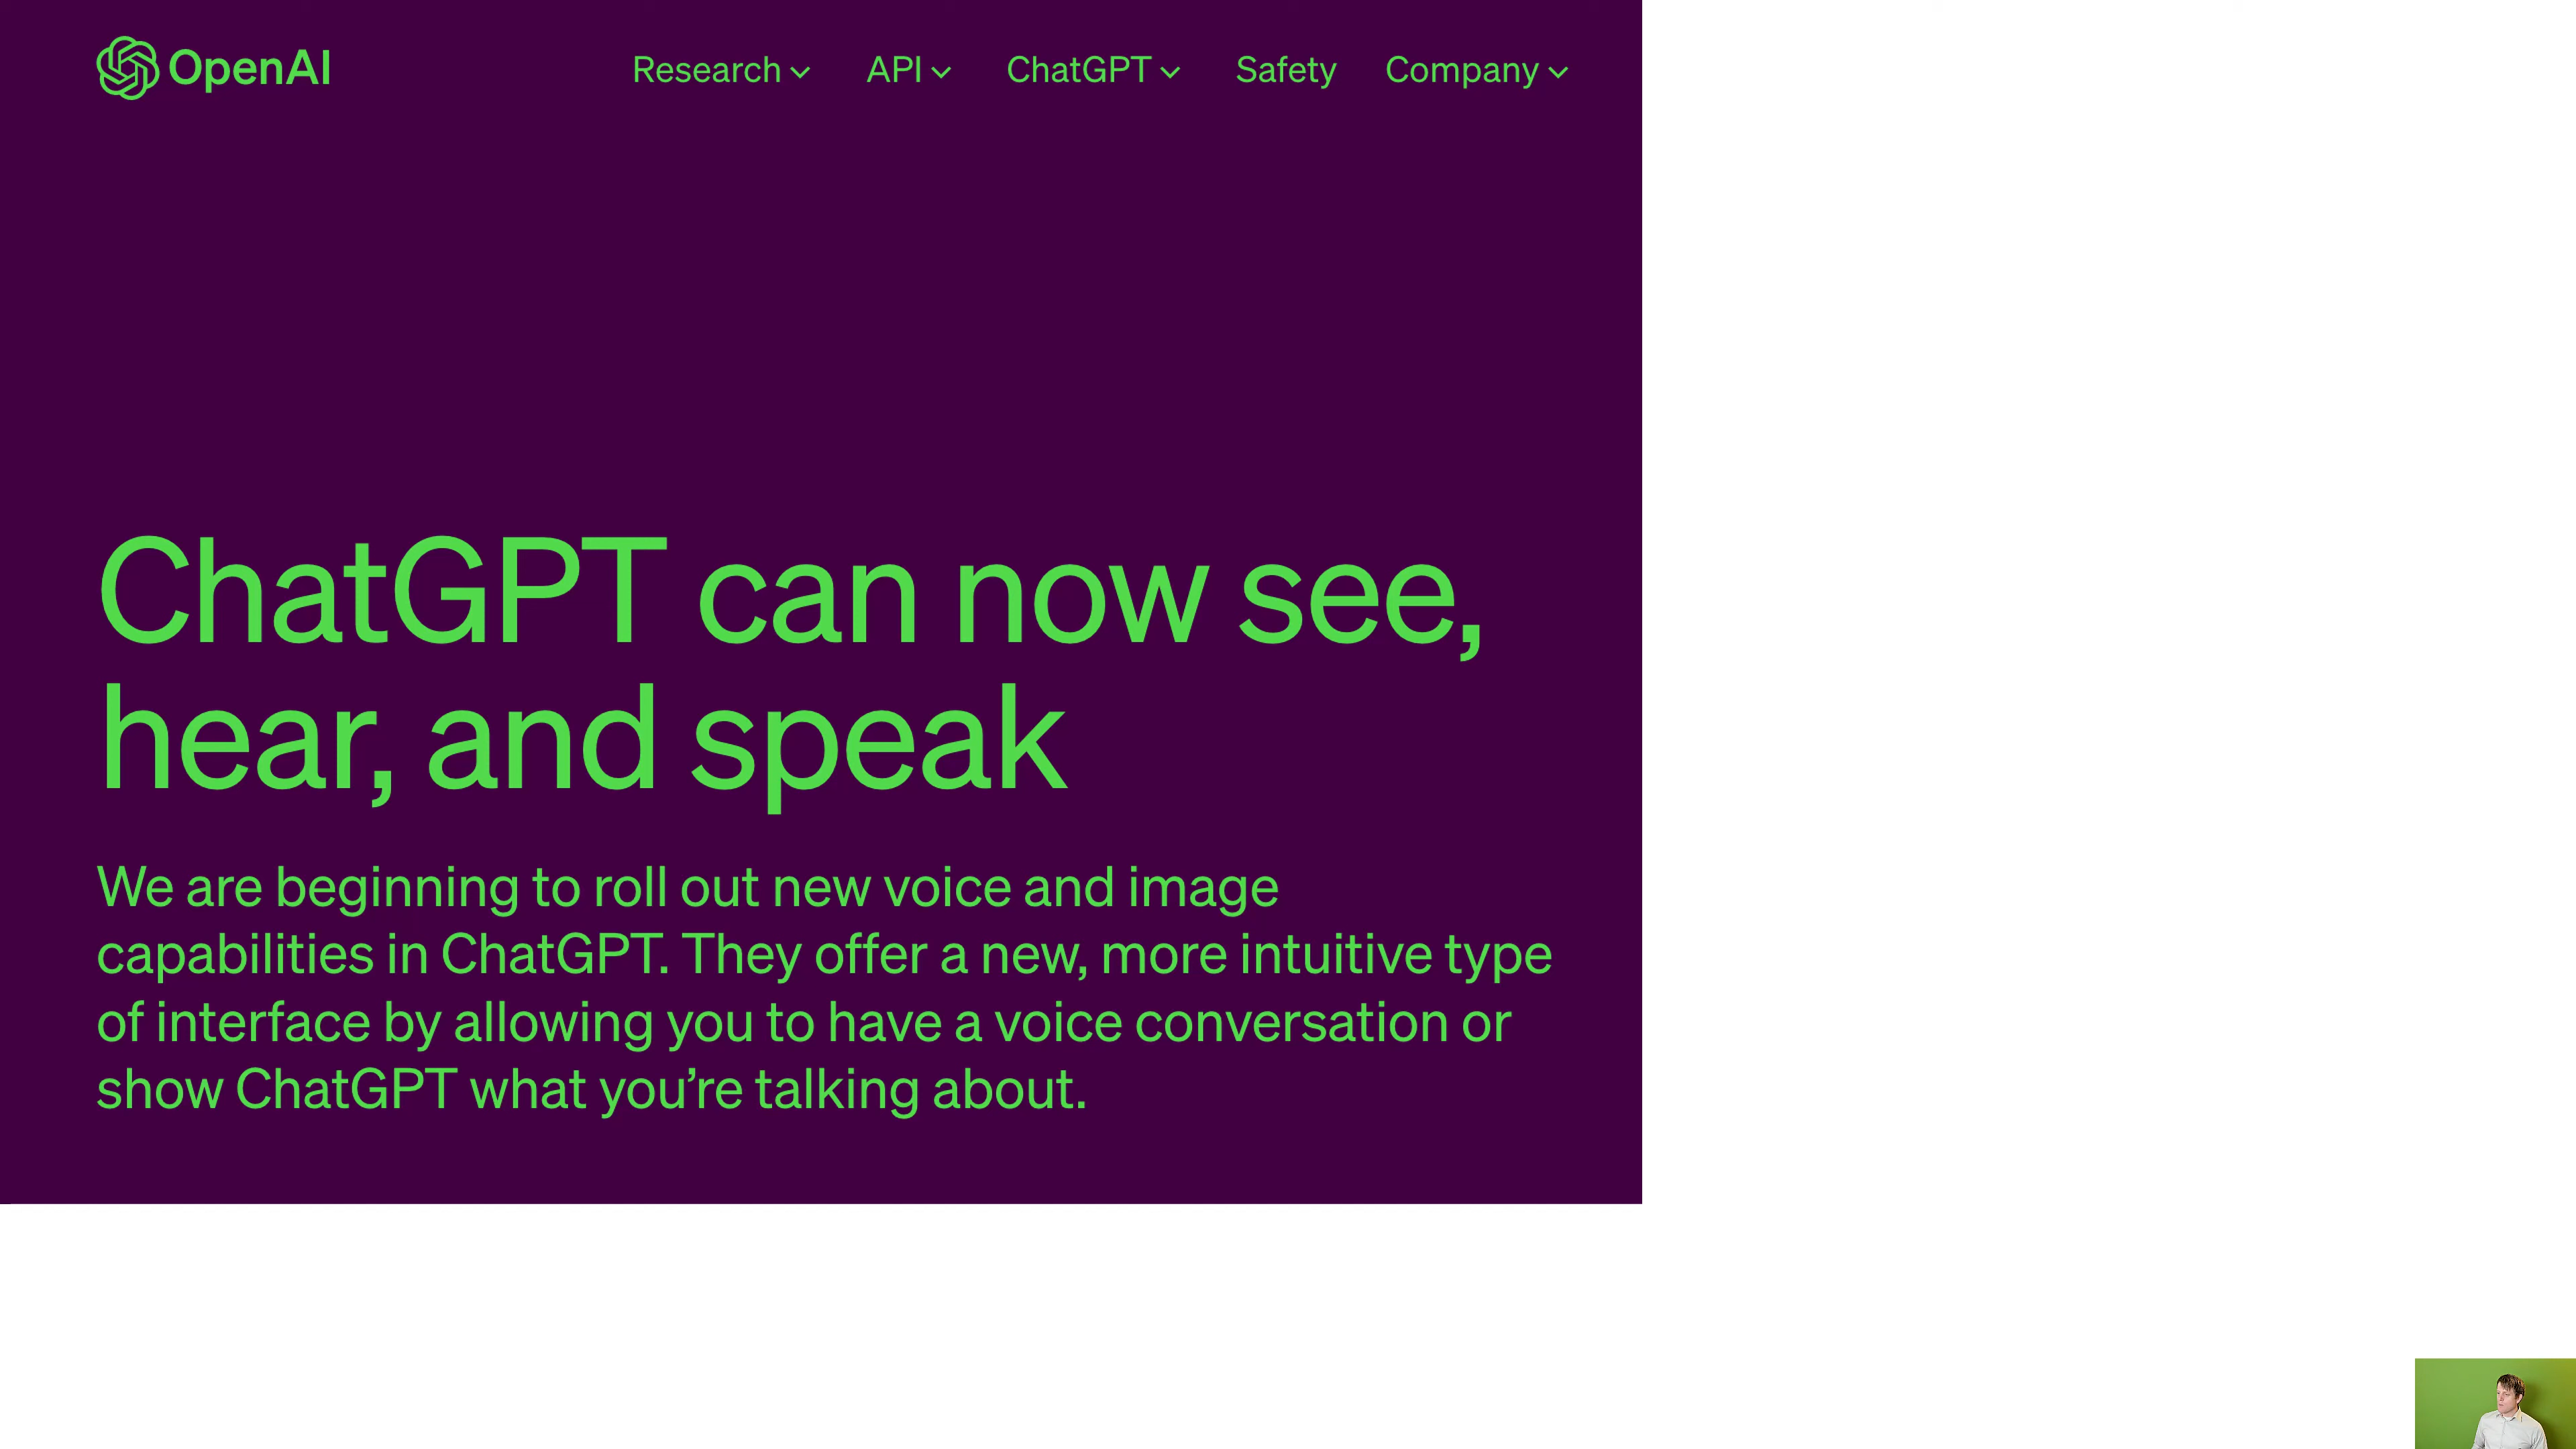 OpenAI
Research API ChatGPT Safety Company
ChatGPT can now see,
hear, and speak
We are beginning to roll out new voice and image
capabilities in ChatGPT. They offer a new, more intuitive type
of interface by allowing you to have a voice conversation or
show ChatGPT what you’re talking about.